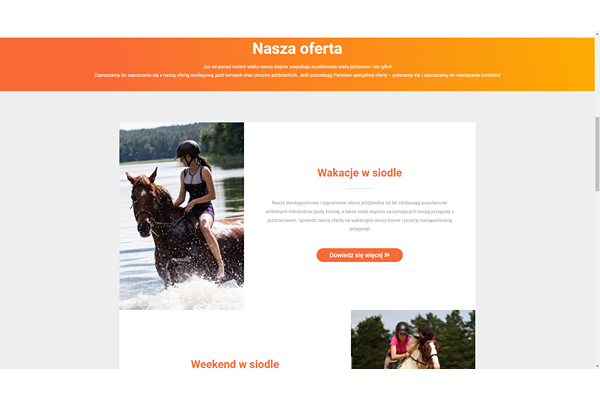 Nasza oferta
Już od ponad ćwierć wieku nasza stajnia zaspokaja oczekiwania wielu jeźdźców i nie tylko!
Zapraszamy do zapoznania się z naszą ofertą noclegową, jazd konnych oraz obozów jeździeckich. Jeśli potrzebują Państwo specjalnej oferty – polecamy się i zapraszamy do nawiązania kontaktu!
Wakacje w siodle
Nasze dwutygodniowe i tygodniowe obozy jeździeckie od lat zdobywają popularność
ambitnych miłośników jazdy konnej, a także osób dopiero zaczynających swoją przygodę z
jeździectwem. Sprawdź naszą ofertę na wakacyjne obozy konne i przeżyj niezapomnianą
przygodę!
Dowiedz się więcej
Weekend w siodle